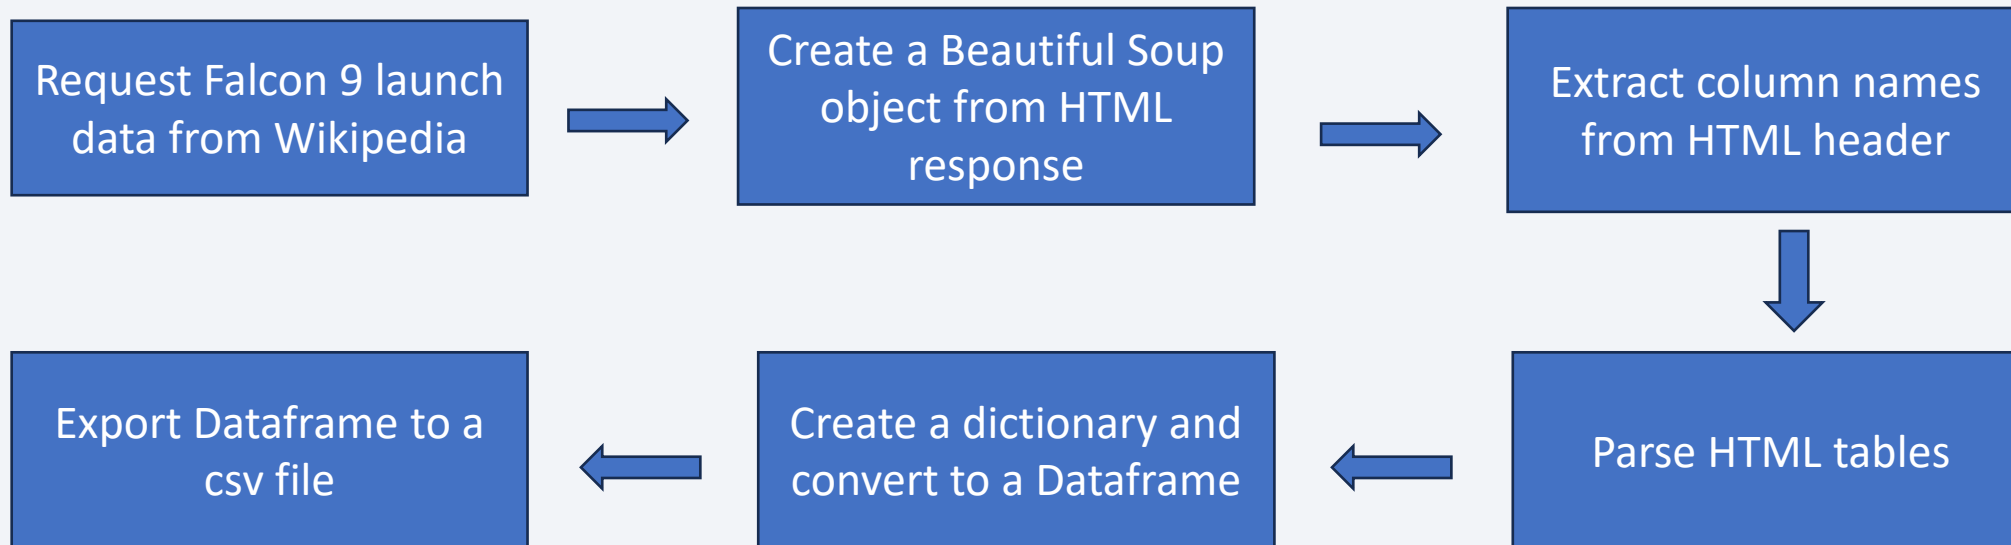 Request Falcon 9 launch
data from Wikipedia
Create a Beautiful Soup
object from HTML
response
Extract column names
from HTML header
Parse HTML tables
Create a dictionary and
convert to a Dataframe
Export Dataframe to a
csv file